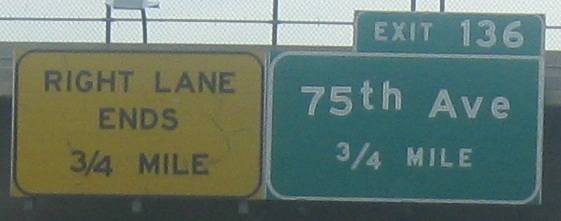 RIGHT LANE
ENDS
3/4 MILE
EXIT 136
75th Ave
3/4 MILE